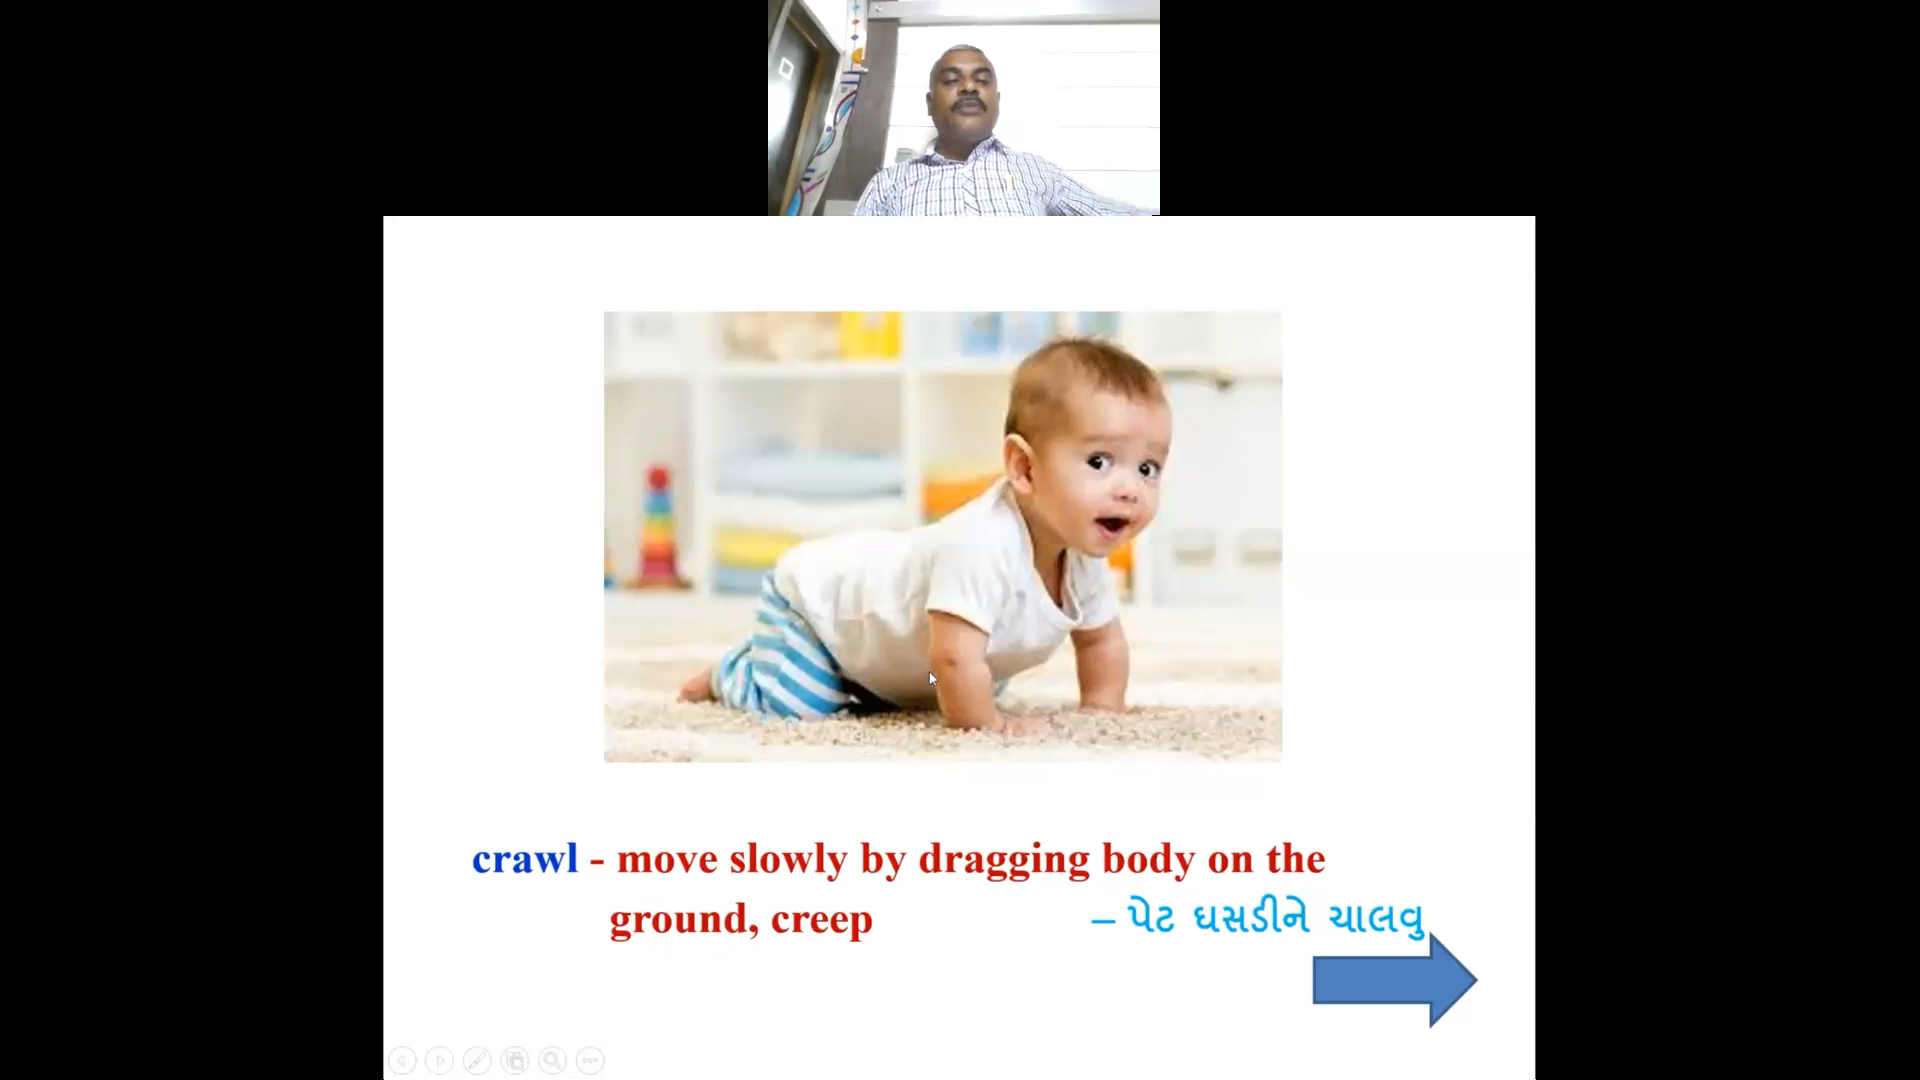 crawl - move slowly by dragging body on the
ground, creep – પેટ ઘસડીને ચાલવુ